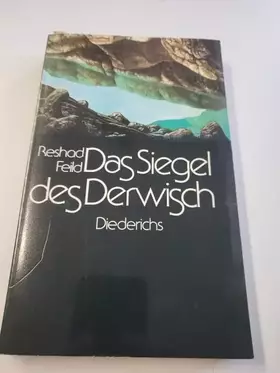 Reshad
Feild
Das Siegel
des Derwisch
Diederichs